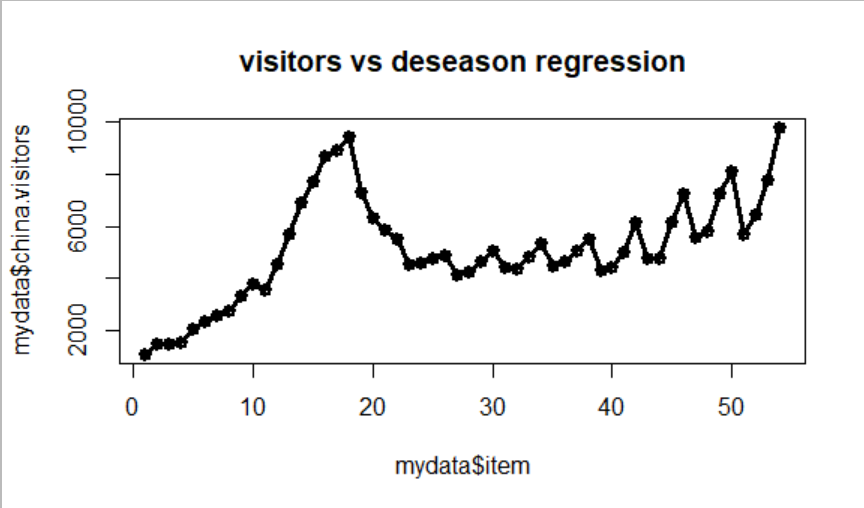 visitors vs deseason regression
mydata$china.visitors
10000
6000
2000
0 10 20 30 40 50
mydata$item